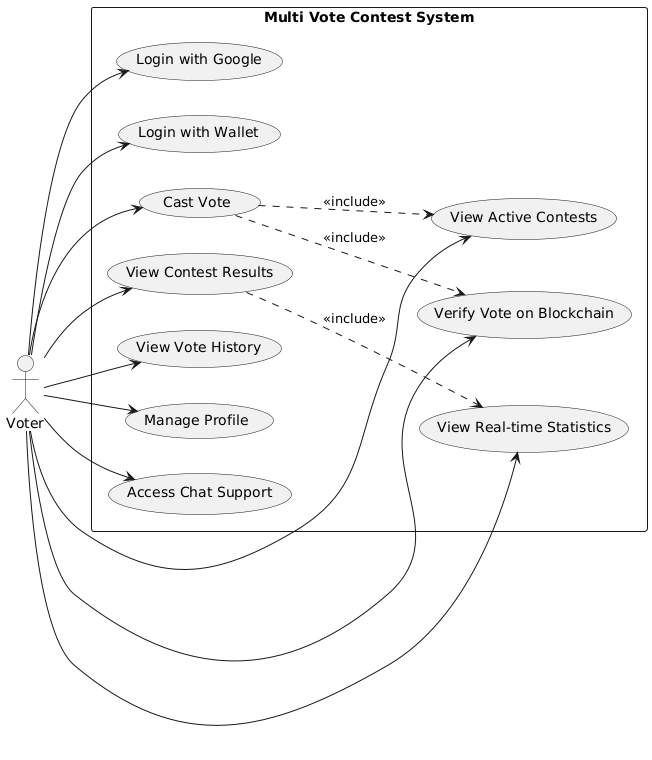 Multi Vote Contest System
Login with Google
Login with Wallet
Cast Vote
«include»
View Active Contests
«include»
View Contest Results
Verify Vote on Blockchain
«include»
View Vote History
Voter
Manage Profile
View Real-time Statistics
Access Chat Support